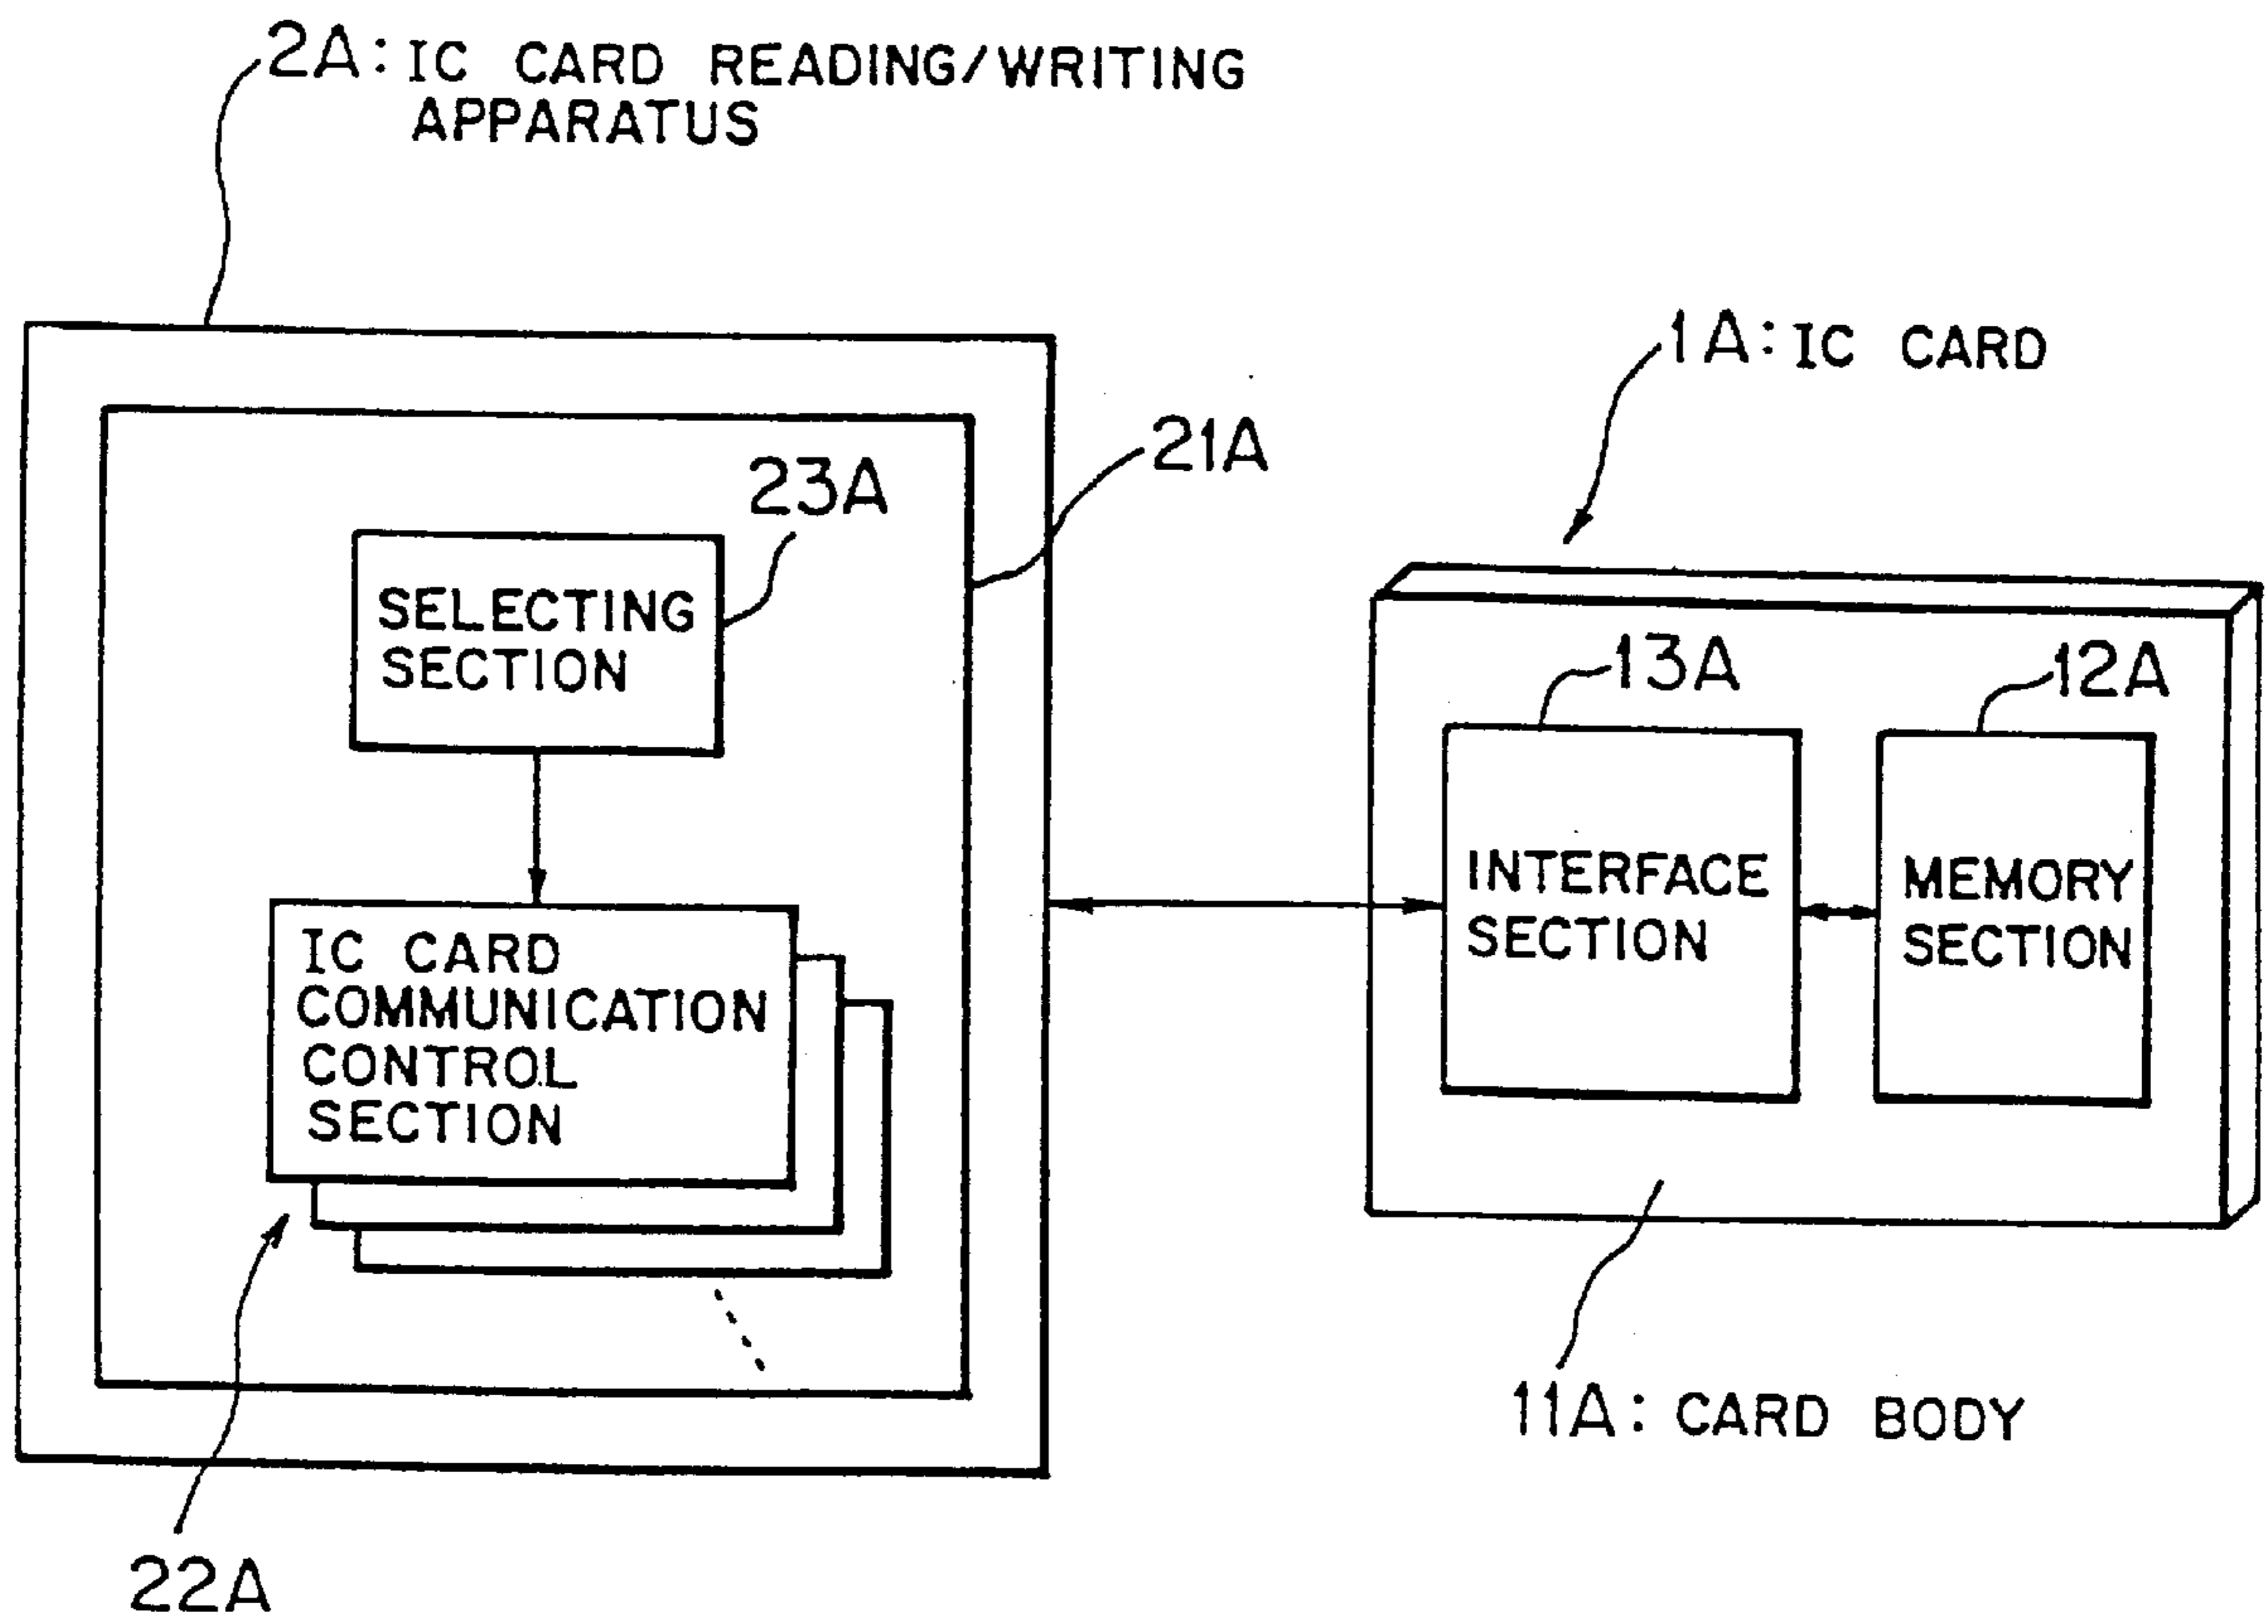 2A: IC CARD READING/WRITING
APPARATUS
1A: IC CARD
21A
23A
SELECTING
SECTION
13A
12A
INTERFACE
SECTION
MEMORY
SECTION
IC CARD
COMMUNICATION
CONTROL
SECTION
11A: CARD BODY
22A